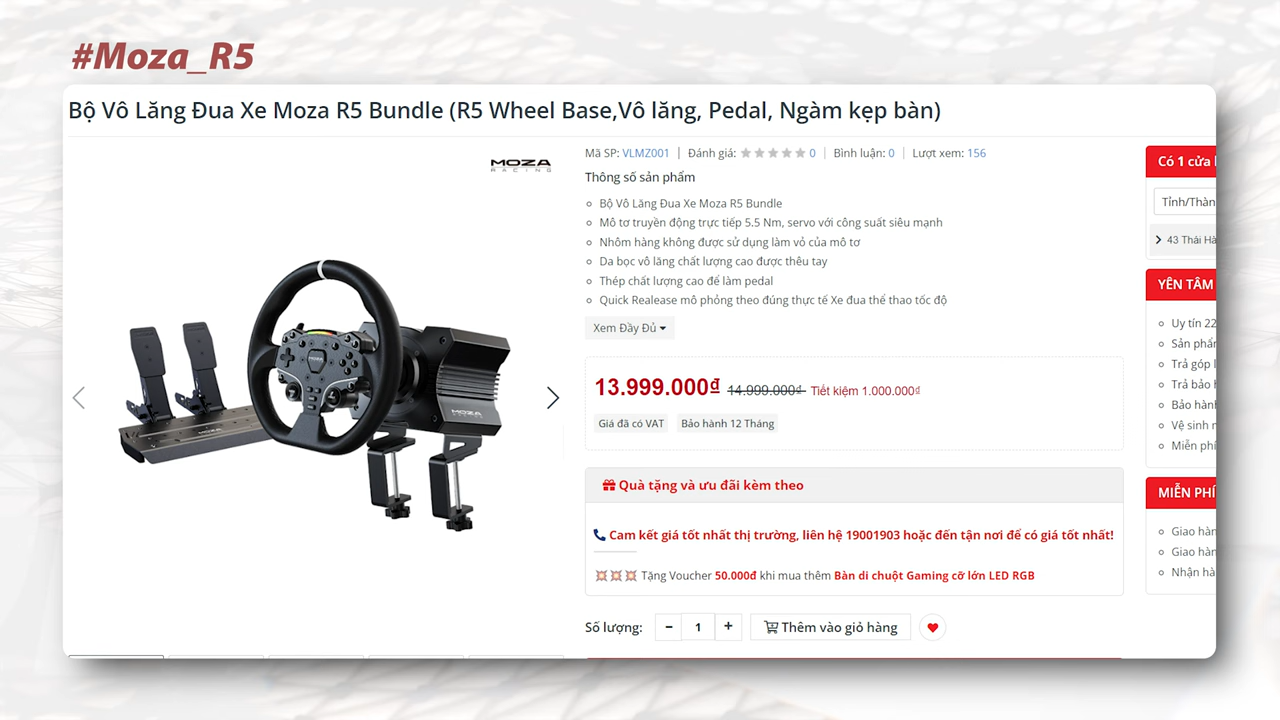 #Moza_R5
Bộ Vô Lăng Đua Xe Moza R5 Bundle (R5 Wheel Base,Vô lăng, Pedal, Ngàm kẹp bàn)
MOZA
RACING
Mã SP: VLMZ001 | Đánh giá: 0 | Bình luận: 0 | Lượt xem: 156
Thông số sản phẩm
Bộ Vô Lăng Đua Xe Moza R5 Bundle
Mô tơ truyền động trực tiếp 5.5 Nm, servo với công suất siêu mạnh
Nhôm hàng không được sử dụng làm vỏ của mô tơ
Da bọc vô lăng chất lượng cao được thêu tay
Thép chất lượng cao để làm pedal
Quick Realease mô phỏng theo đúng thực tế Xe đua thể thao tốc độ
Xem Đầy Đủ
13.999.000₫ 14.999.000₫ Tiết kiệm 1.000.000₫
Giá đã có VAT Bảo hành 12 Tháng
Quà tặng và ưu đãi kèm theo
Cam kết giá tốt nhất thị trường, liên hệ 19001903 hoặc đến tận nơi để có giá tốt nhất!
Tặng Voucher 50.000đ khi mua thêm Bàn di chuột Gaming cỡ lớn LED RGB
Số lượng: - 1 + Thêm vào giỏ hàng
Có 1 cửa
Tỉnh/Thàn
43 Thái Hà
YÊN TÂM
Uy tín 22
Sản phẩ
Trả góp
Trả bảo
Bảo hành
Vệ sinh
Miễn phí
MIỄN PHÍ
Giao hàn
Giao hàn
Nhận hà
MOZA
MOZA